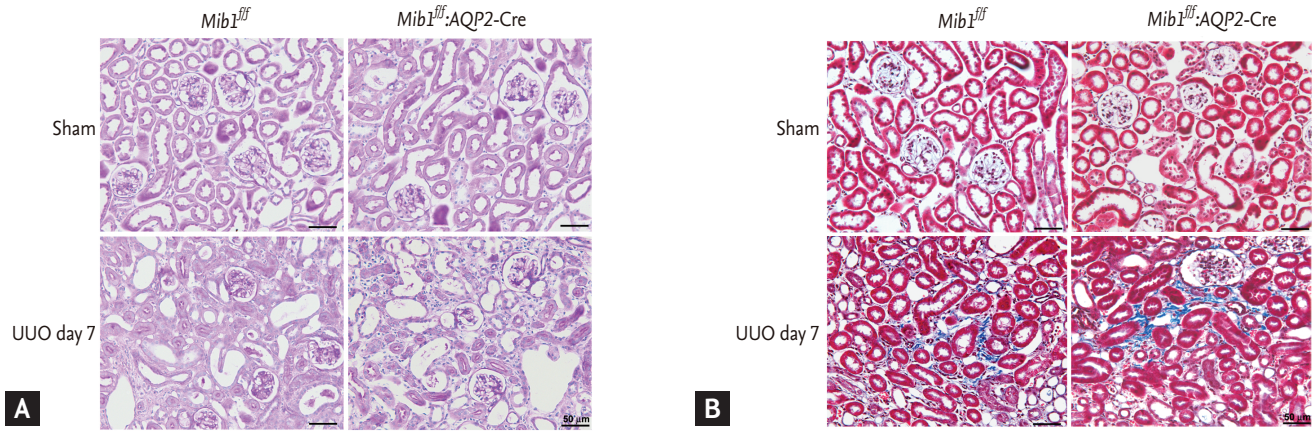 Mib1f/f Mib1f/f:AQP2-Cre Mib1f/f Mib1f/f:AQP2-Cre
Sham Sham
UUO day 7 UUO day 7
50 μm 50 μm
A B